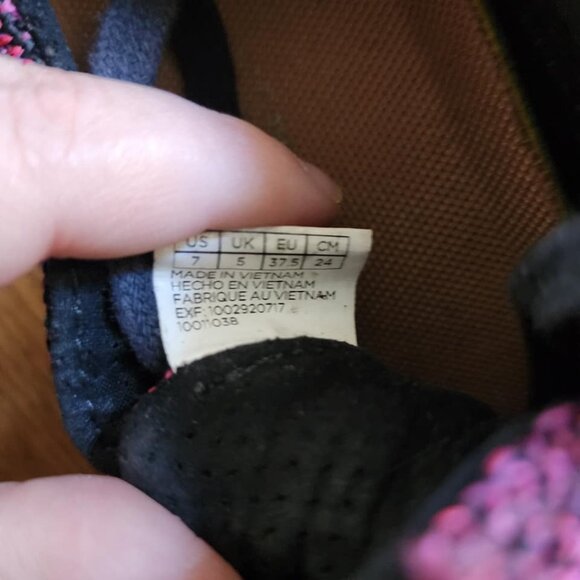 US UK EU CM
7 5 37.5 24
MADE IN VIETNAM
HECHO EN VIETNAM
FABRIQUE AU VIETNAM
EXF: 1002920717
10011038